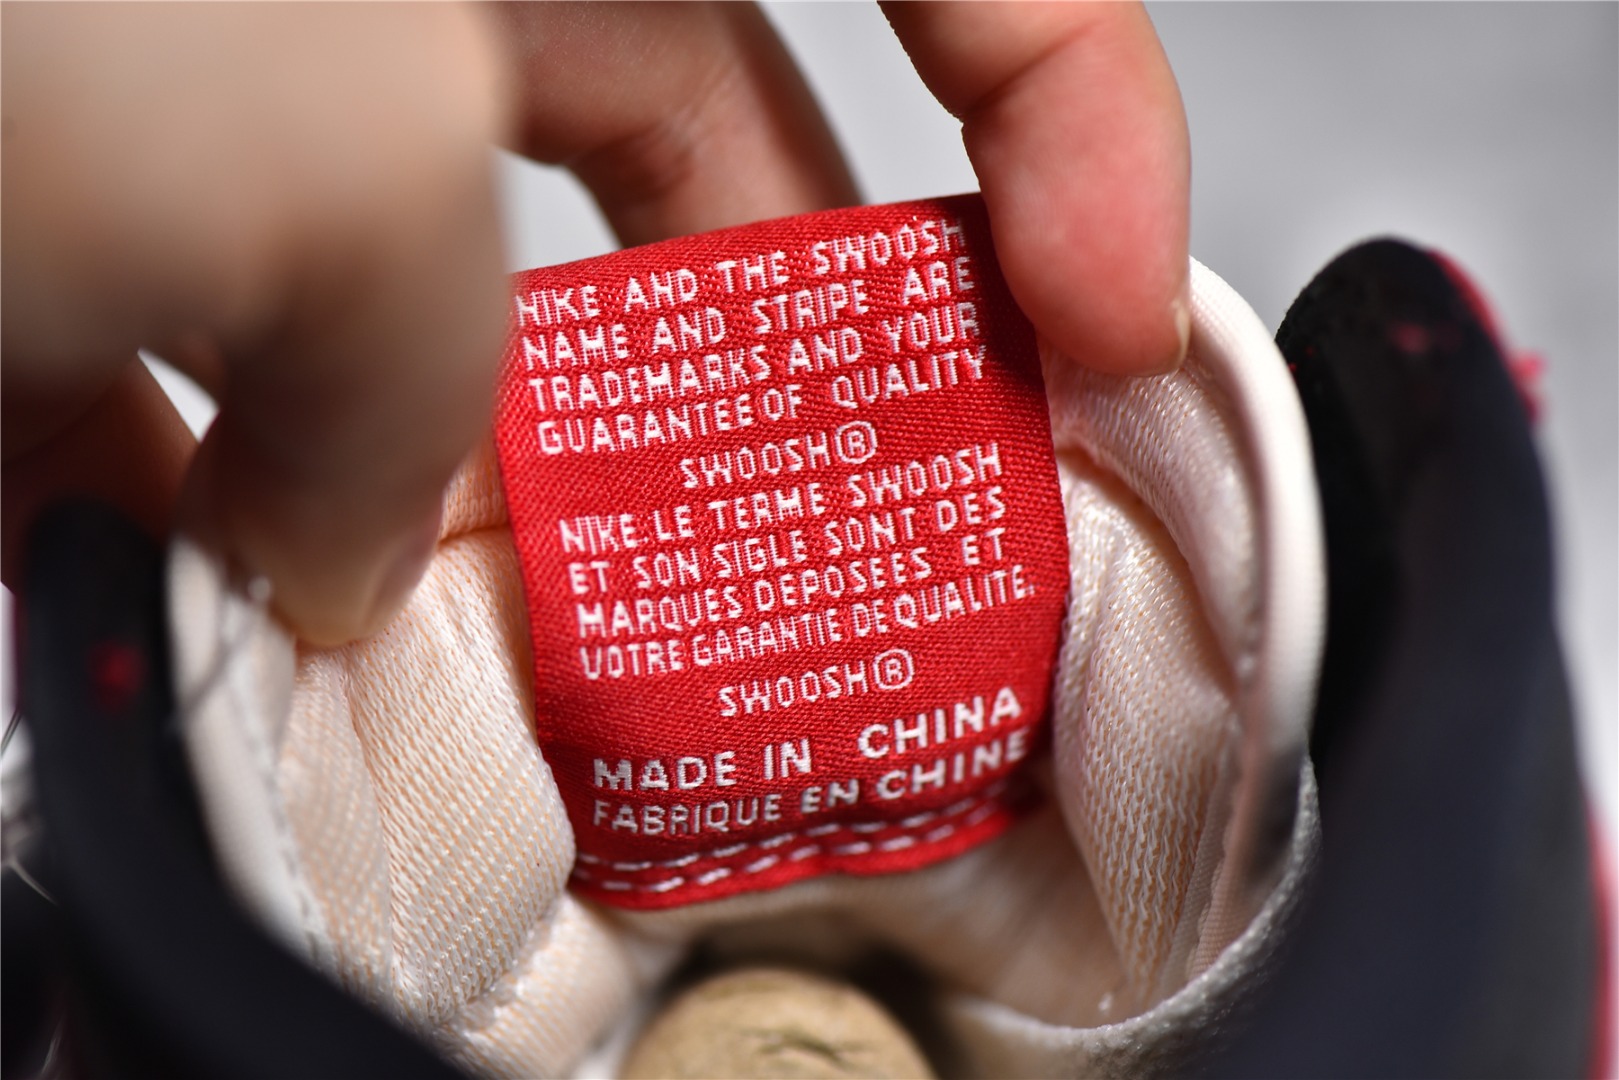 NIKE AND THE SWOOSH
NAME AND STRIPE ARE
TRADEMARKS AND YOUR
GUARANTEE OF QUALITY
SWOOSH®
NIKE.LE TERME SWOOSH
ET SON SIGLE SONT DES
MARQUES DEPOSEES ET
VOTRE GARANTIE DE QUALITE.
SWOOSH®
MADE IN CHINA
FABRIQUE EN CHINE